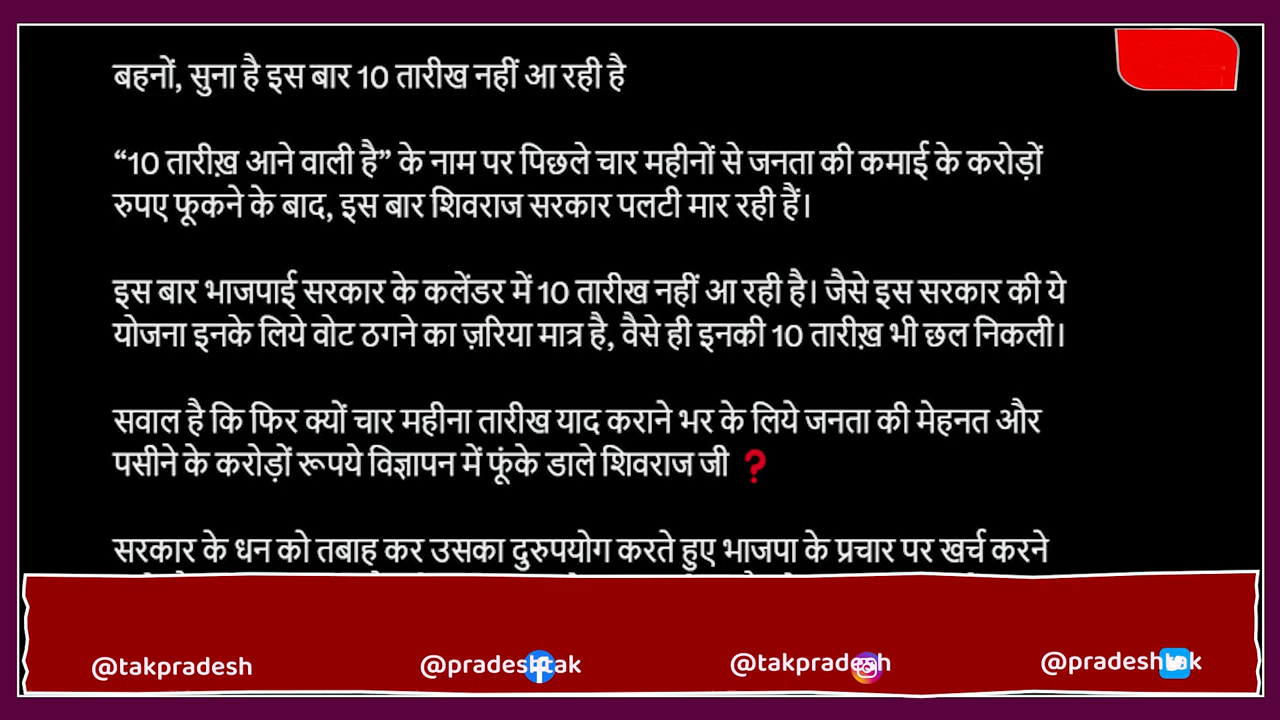 बहनों, सुना है इस बार 10 तारीख नहीं आ रही है
“10 तारीख़ आने वाली है” के नाम पर पिछले चार महीनों से जनता की कमाई के करोड़ों
रुपए फूकने के बाद, इस बार शिवराज सरकार पलटी मार रही हैं।
इस बार भाजपाई सरकार के कलेंडर में 10 तारीख नहीं आ रही है। जैसे इस सरकार की ये
योजना इनके लिये वोट ठगने का ज़रिया मात्र है, वैसे ही इनकी 10 तारीख़ भी छल निकली।
सवाल है कि फिर क्यों चार महीना तारीख याद कराने भर के लिये जनता की मेहनत और
पसीने के करोड़ों रूपये विज्ञापन में फूंके डाले शिवराज जी ❓
सरकार के धन को तबाह कर उसका दुरुपयोग करते हुए भाजपा के प्रचार पर खर्च करने
@takpradesh @pradeshtak @takpradesh @pradeshtak